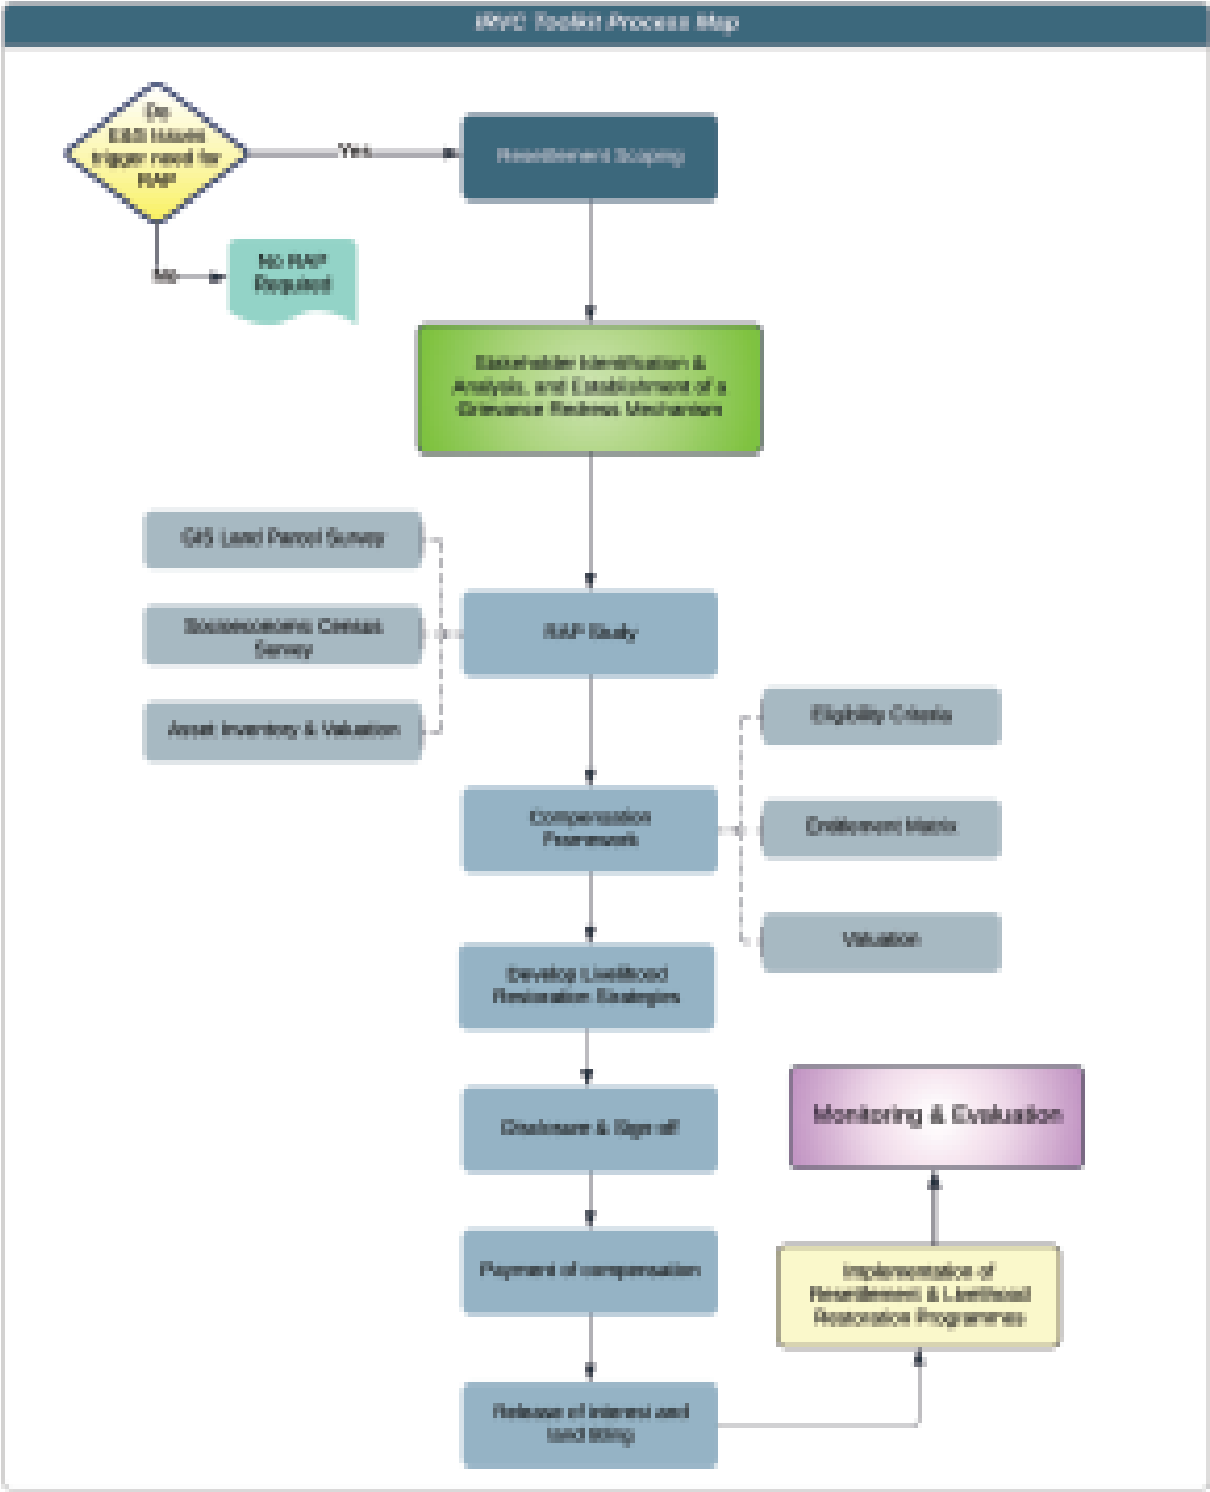 IRVC Toolkit Process Map
Do
E&S issues
trigger need for
RAP
Yes
Resettlement Scoping
No
No RAP
Required
Stakeholder Identification &
Analysis, and Establishment of a
Grievance Redress Mechanism
GIS Land Parcel Survey
Socioeconomic Census
Survey
RAP Study
Asset Inventory & Valuation
Eligibility Criteria
Compensation
Framework
Entitlement Matrix
Valuation
Develop Livelihood
Restoration Strategies
Disclosure & Sign off
Monitoring & Evaluation
Payment of compensation
Implementation of
Resettlement & Livelihood
Restoration Programmes
Release of interest and
land titling